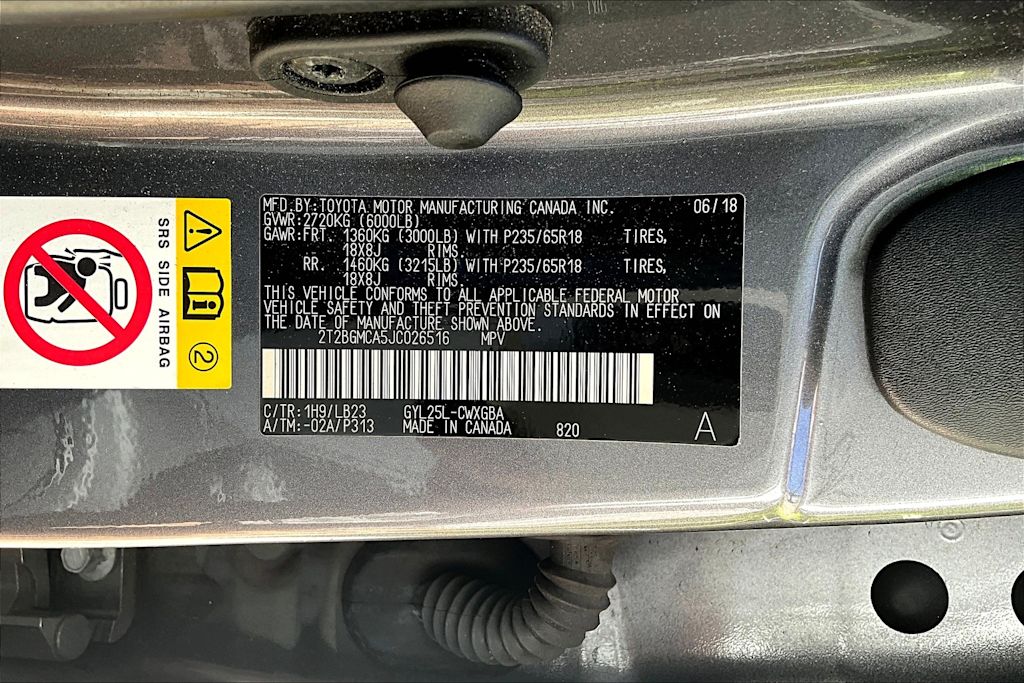 MFD.BY:TOYOTA MOTOR MANUFACTURING CANADA INC. 06/18
GVWR:2720KG (6000LB)
GAWR:FRT. 1360KG (3000LB) WITH P235/65R18 TIRES,
18X8J RIMS.
RR. 1460KG (3215LB) WITH P235/65R18 TIRES,
18X8J RIMS.
THIS VEHICLE CONFORMS TO ALL APPLICABLE FEDERAL MOTOR
VEHICLE SAFETY AND THEFT PREVENTION STANDARDS IN EFFECT ON
THE DATE OF MANUFACTURE SHOWN ABOVE.
2T2BGMCA5JC026516 MPV
C/TR:1H9/LB23 GYL25L-CWXGBA
A/TM:-02A/P313 MADE IN CANADA 820 A
SRS SIDE AIRBAG
2